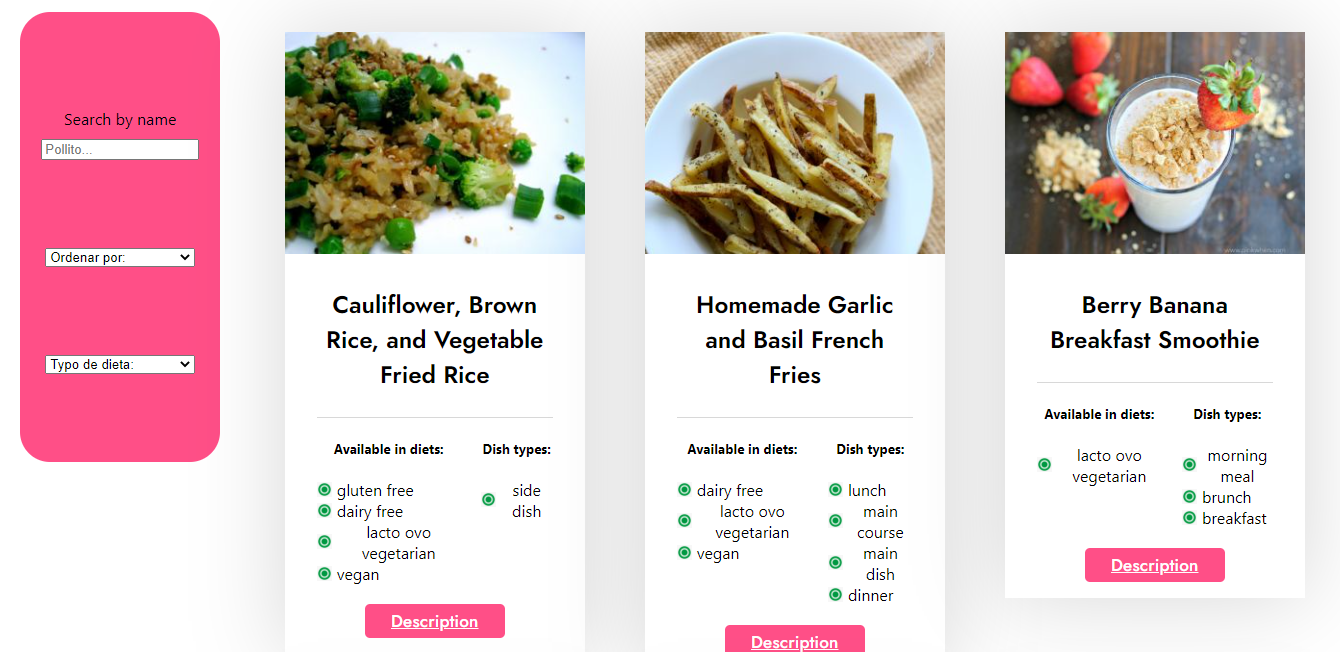 Search by name
Pollito...
Ordenar por:
Typo de dieta:
Cauliflower, Brown
Rice, and Vegetable
Fried Rice
Available in diets:
Dish types:
gluten free
dairy free
lacto ovo
vegetarian
vegan
side
dish
Description
Homemade Garlic
and Basil French
Fries
Available in diets:
Dish types:
dairy free
lacto ovo
vegetarian
vegan
lunch
main
course
main
dish
dinner
Description
Berry Banana
Breakfast Smoothie
Available in diets:
Dish types:
lacto ovo
vegetarian
morning
meal
brunch
breakfast
Description